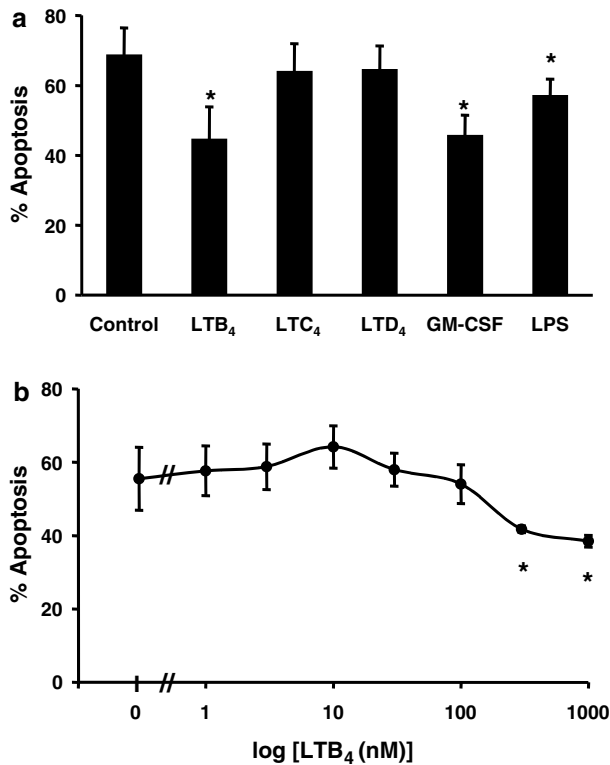 a
80
60
40
20
0
% Apoptosis
*
*
*
Control LTB₄ LTC₄ LTD₄ GM-CSF LPS
b
80
60
40
20
0
% Apoptosis
*
*
0 1 10 100 1000
log [LTB₄ (nM)]